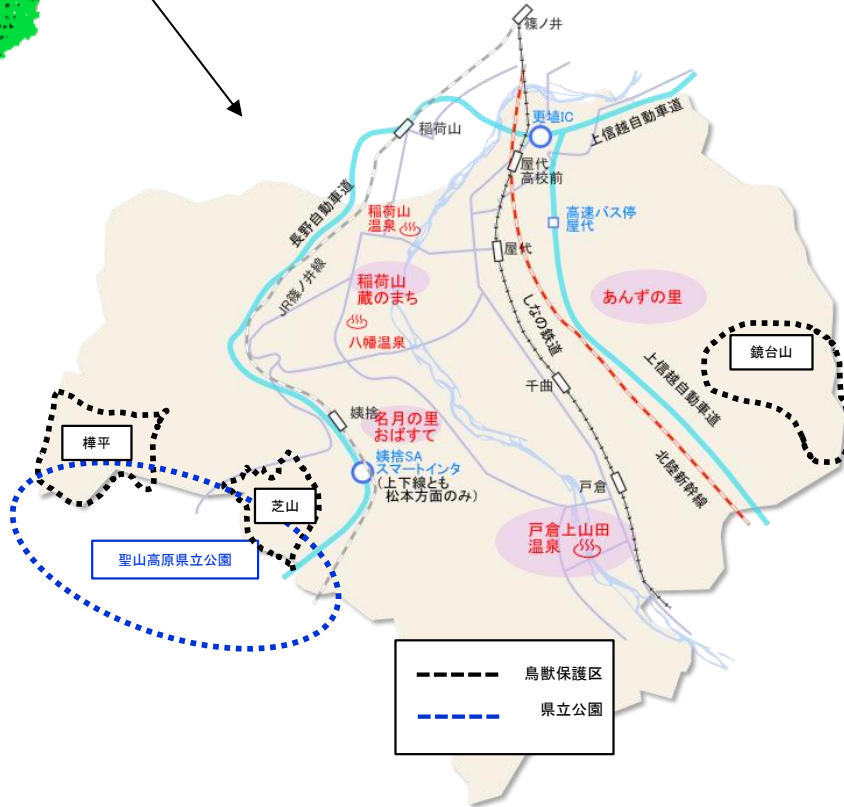 篠ノ井
更埴IC
上信越自動車道
稲荷山
屋代
高校前
長野自動車道
稲荷山
温泉
高速バス停
屋代
屋代
JR篠ノ井線
稲荷山
蔵のまち
あんずの里
しなの鉄道
八幡温泉
鏡台山
上信越自動車道
千曲
姨捨
名月の里
おばすて
樺平
姨捨SA
スマートインタ
(上下線とも
松本方面のみ)
北陸新幹線
戸倉
芝山
戸倉上山田
温泉
聖山高原県立公園
鳥獣保護区
県立公園